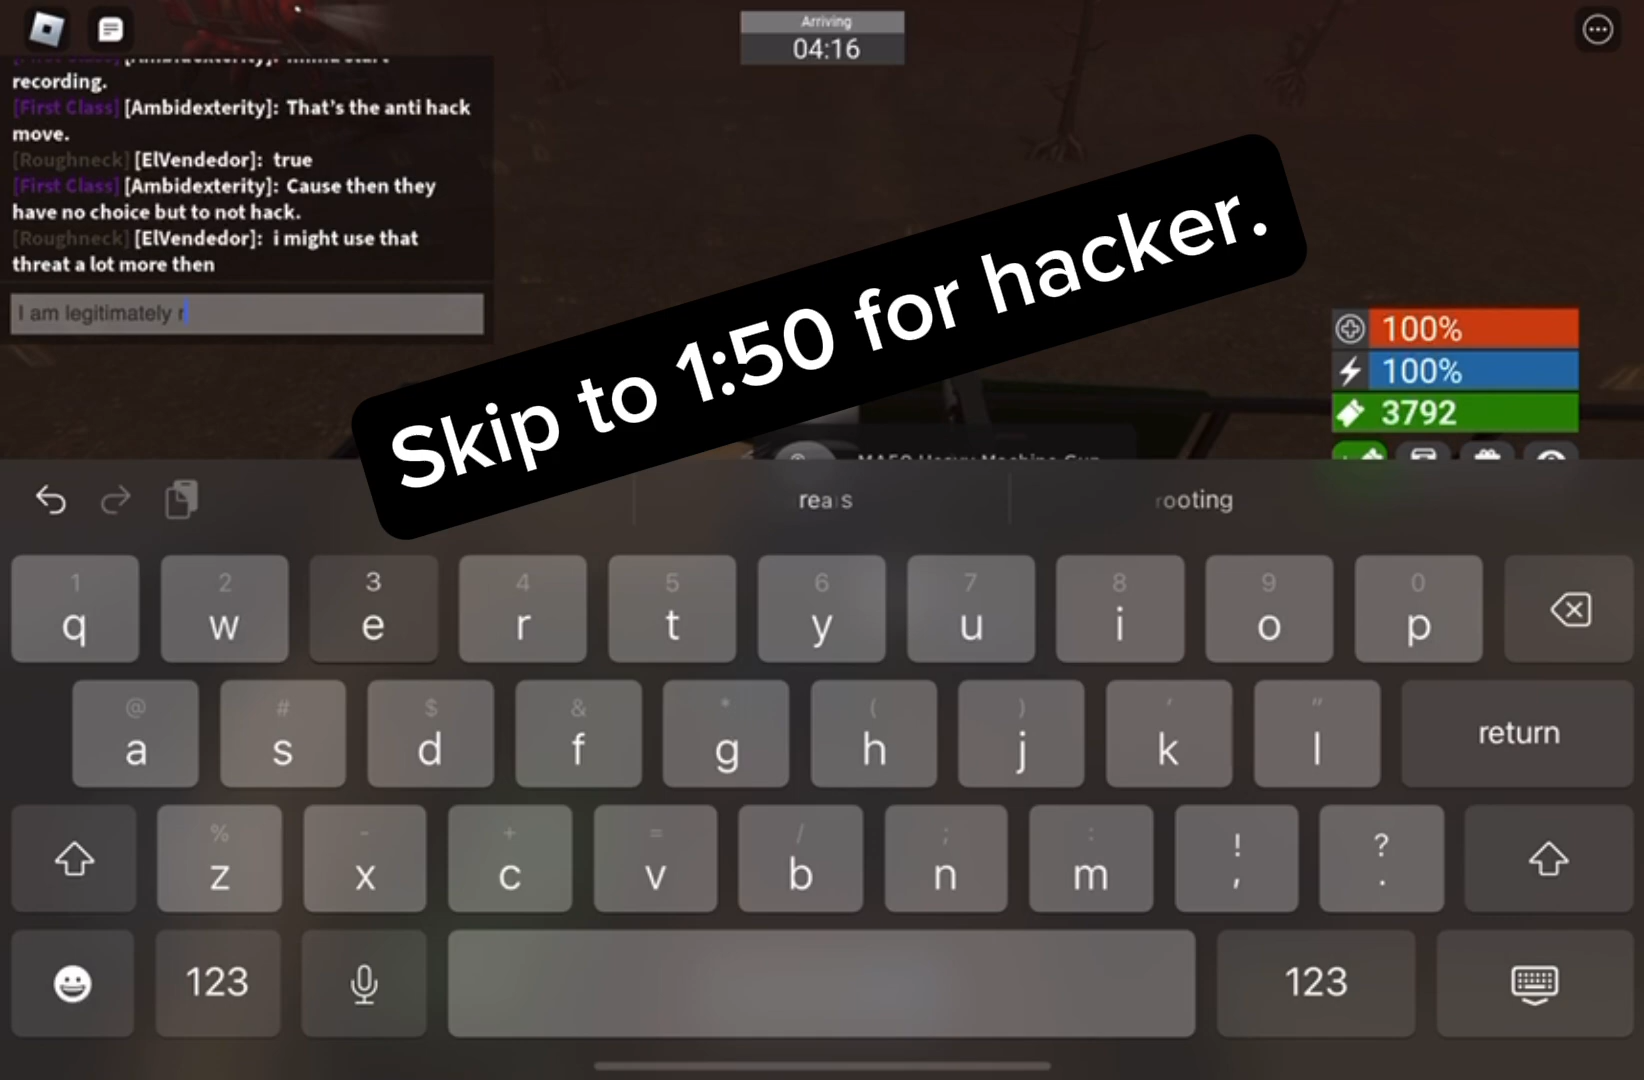 Arriving
04:16
recording.
[First Class] [Ambidexterity]: That's the anti hack
move.
[Roughneck] [ElVendedor]: true
[First Class] [Ambidexterity]: Cause then they
have no choice but to not hack.
[Roughneck] [ElVendedor]: i might use that
threat a lot more then
I am legitimately r
Skip to 1:50 for hacker.
100%
100%
3792
rooting
1 2 3 4 5 6 7 8 9 0
q w e r t y u i o p
@ # $ & * ( ) ' "
a s d f g h j k l return
% - + = / ; : ! ?
z x c v b n m , .
123 123